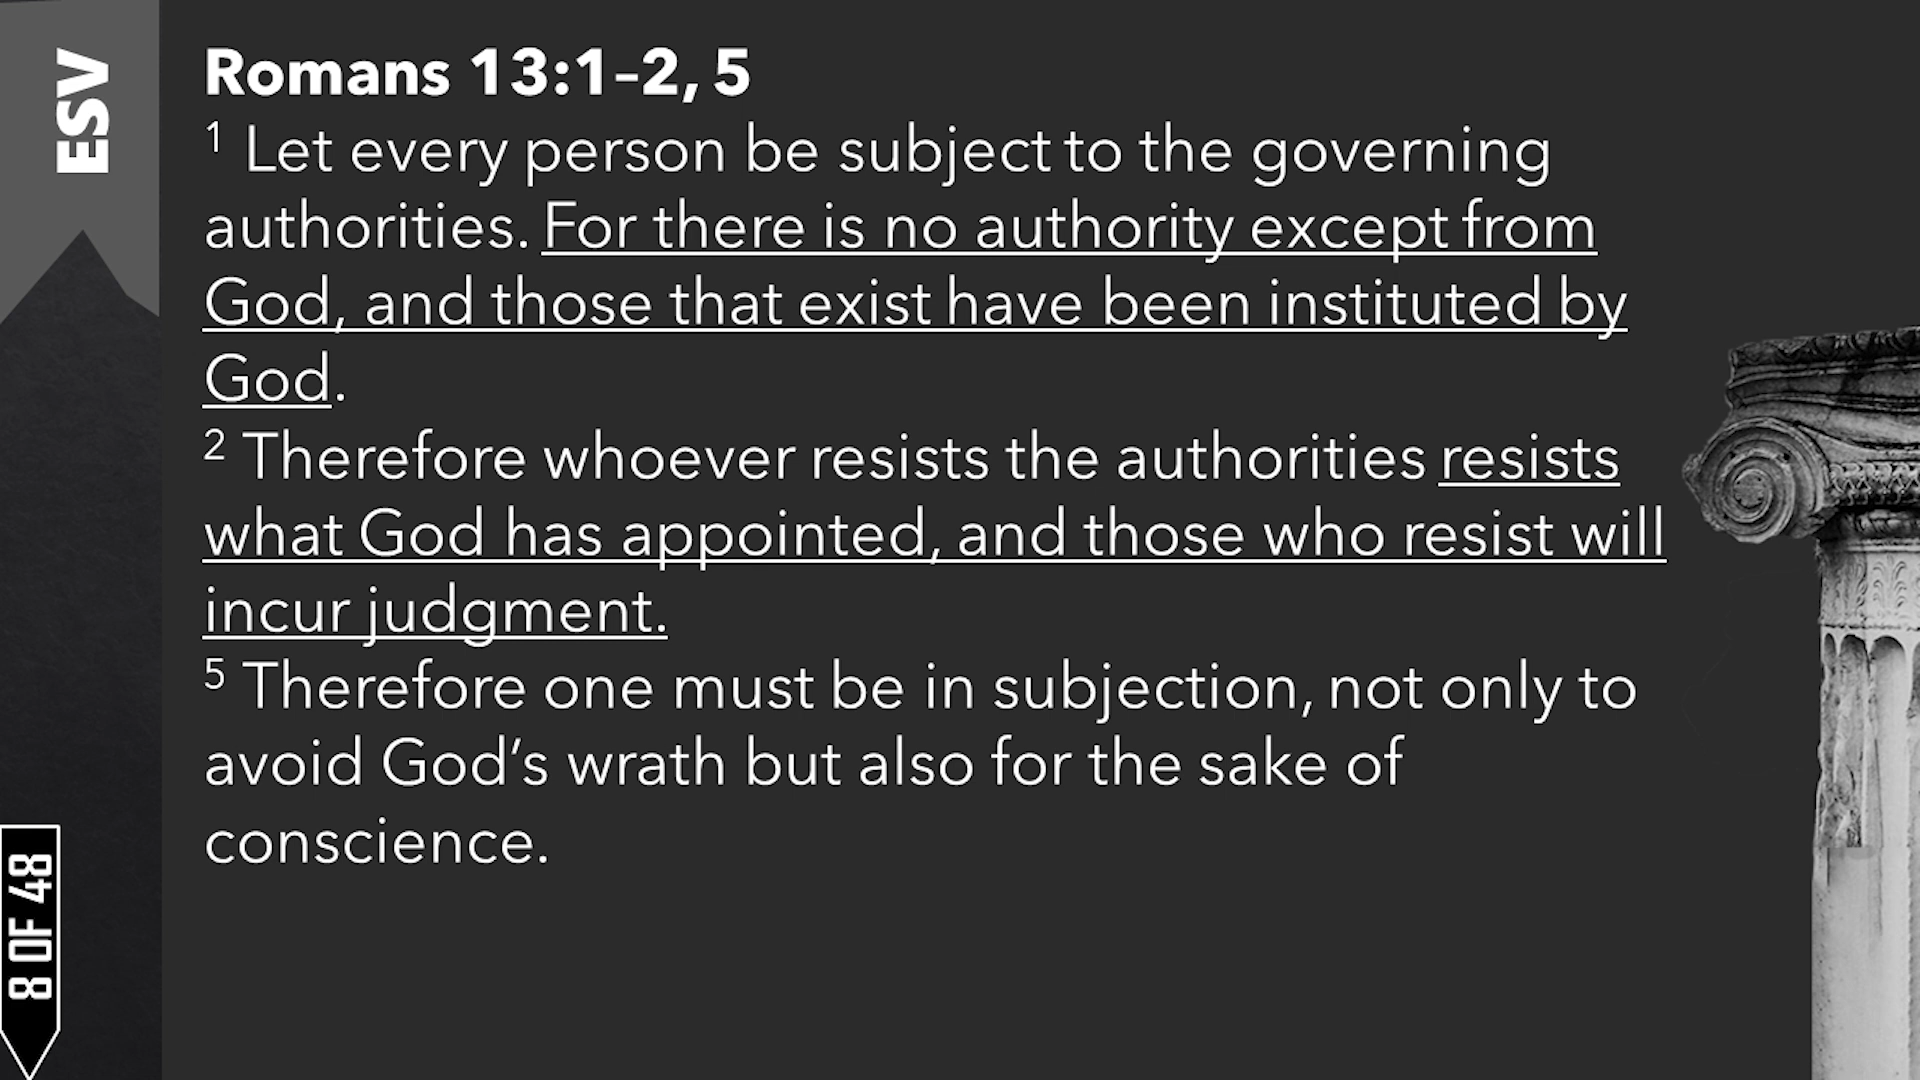 ESV
Romans 13:1–2, 5
1 Let every person be subject to the governing
authorities. For there is no authority except from
God, and those that exist have been instituted by
God.
2 Therefore whoever resists the authorities resists
what God has appointed, and those who resist will
incur judgment.
5 Therefore one must be in subjection, not only to
avoid God’s wrath but also for the sake of
conscience.
8 OF 48